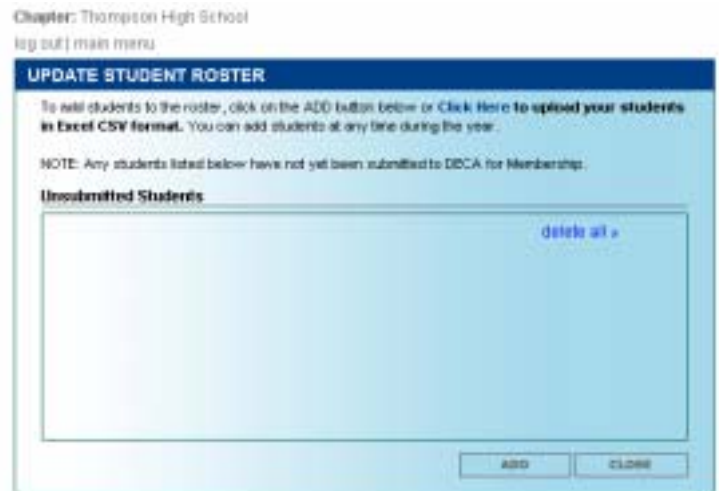 Chapter: Thompson High School
log out | main menu
UPDATE STUDENT ROSTER
To add students to the roster, click on the ADD button below or Click Here to upload your students
in Excel CSV format. You can add students at any time during the year.
NOTE: Any students listed below have not yet been submitted to DECA for Membership.
Unsubmitted Students
delete all »
ADD
CLOSE